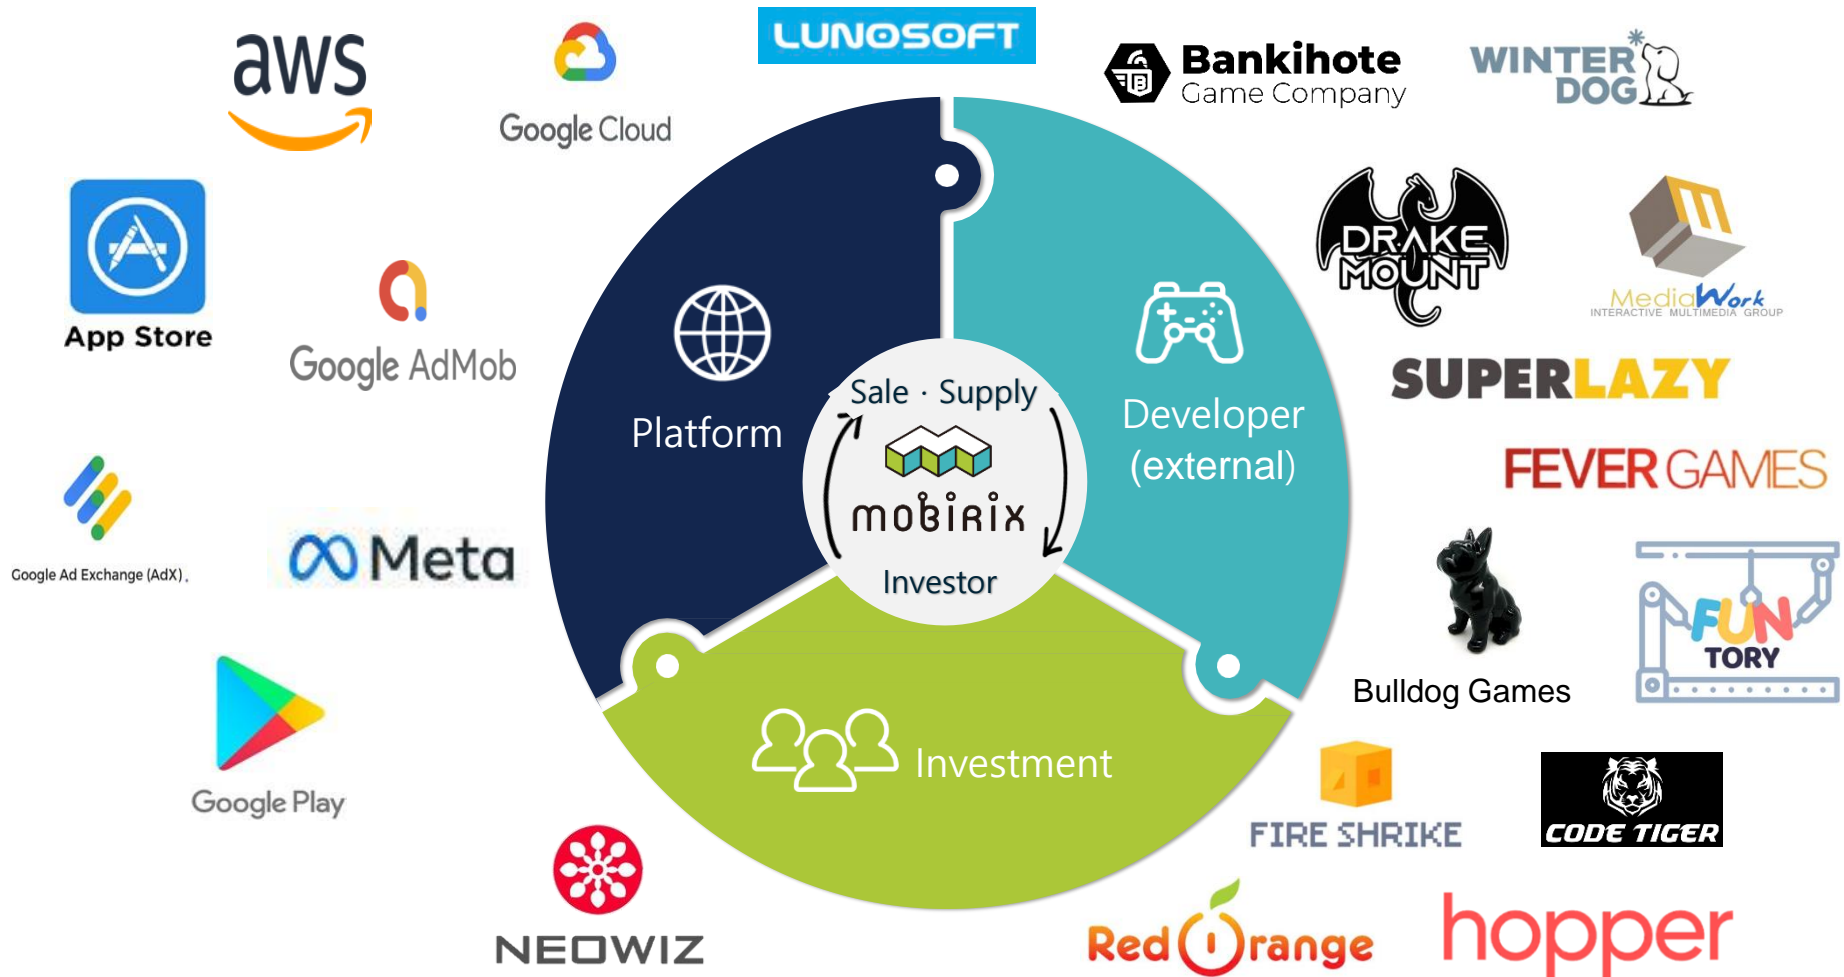 LUNOSOFT
aws
Google Cloud
Bankihote
Game Company
WINTER
DOG
App Store
Google AdMob
DRAKE
MOUNT
MediaWork
INTERACTIVE MULTIMEDIA GROUP
SUPERLAZY
Platform
Sale · Supply
mobirix
Investor
Developer
(external)
FEVER GAMES
Google Ad Exchange (AdX).
Meta
Bulldog Games
FUN
TORY
Google Play
Investment
FIRE SHRIKE
CODE TIGER
NEOWIZ
Red Orange
hopper